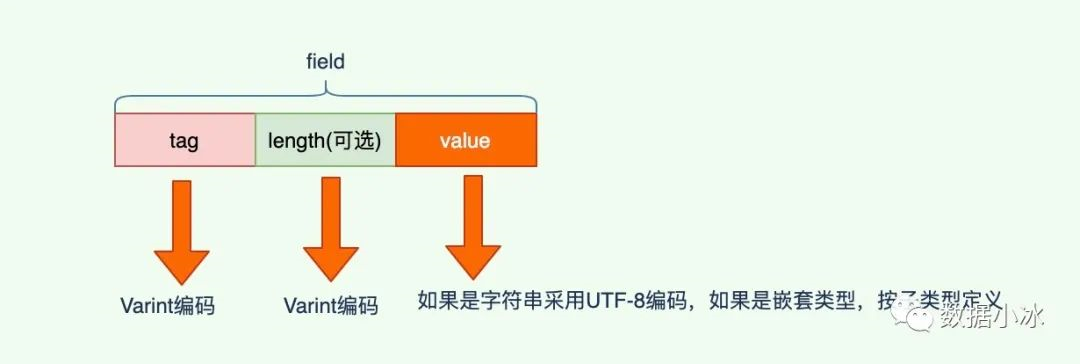 field
tag
length(可选)
value
Varint编码
Varint编码
如果是字符串采用UTF-8编码，如果是嵌套类型，按子类型定义
数据小冰